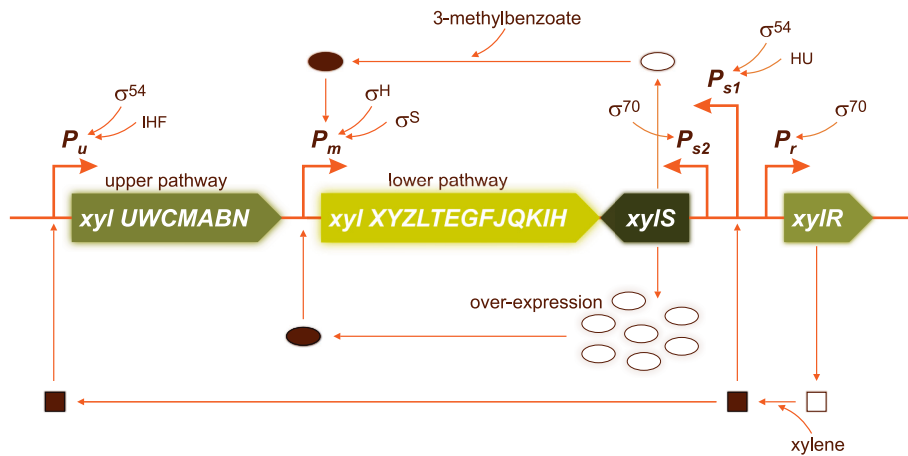 3-methylbenzoate
σ54
HU
Ps1
σ54
IHF
Pu
σH
σS
Pm
σ70
Ps2
σ70
Pr
upper pathway
lower pathway
xyl UWCMABN
xyl XYZLTEGFJQKIH
xylS
xylR
over-expression
xylene